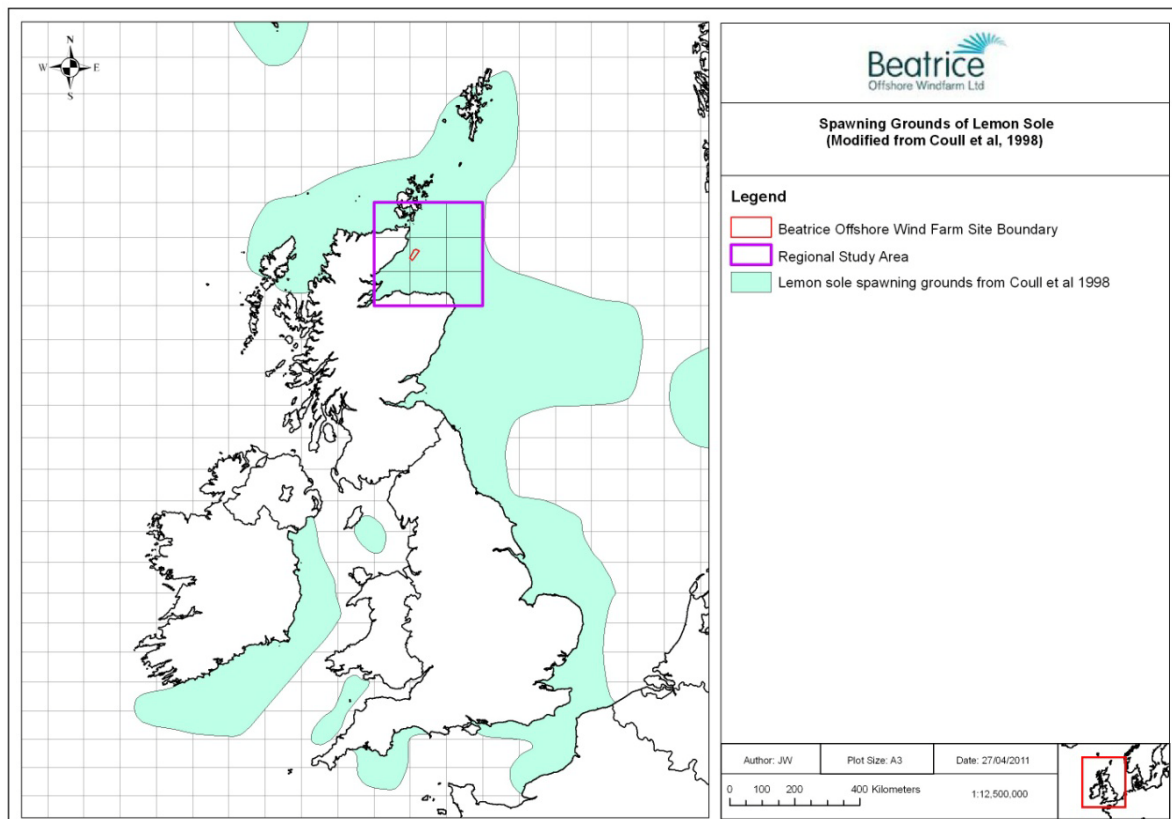 N
W E
S
Beatrice
Offshore Windfarm Ltd
Spawning Grounds of Lemon Sole
(Modified from Coull et al, 1998)
Legend
Beatrice Offshore Wind Farm Site Boundary
Regional Study Area
Lemon sole spawning grounds from Coull et al 1998
Author: JW
Plot Size: A3
Date: 27/04/2011
0 100 200 400 Kilometers
1:12,500,000